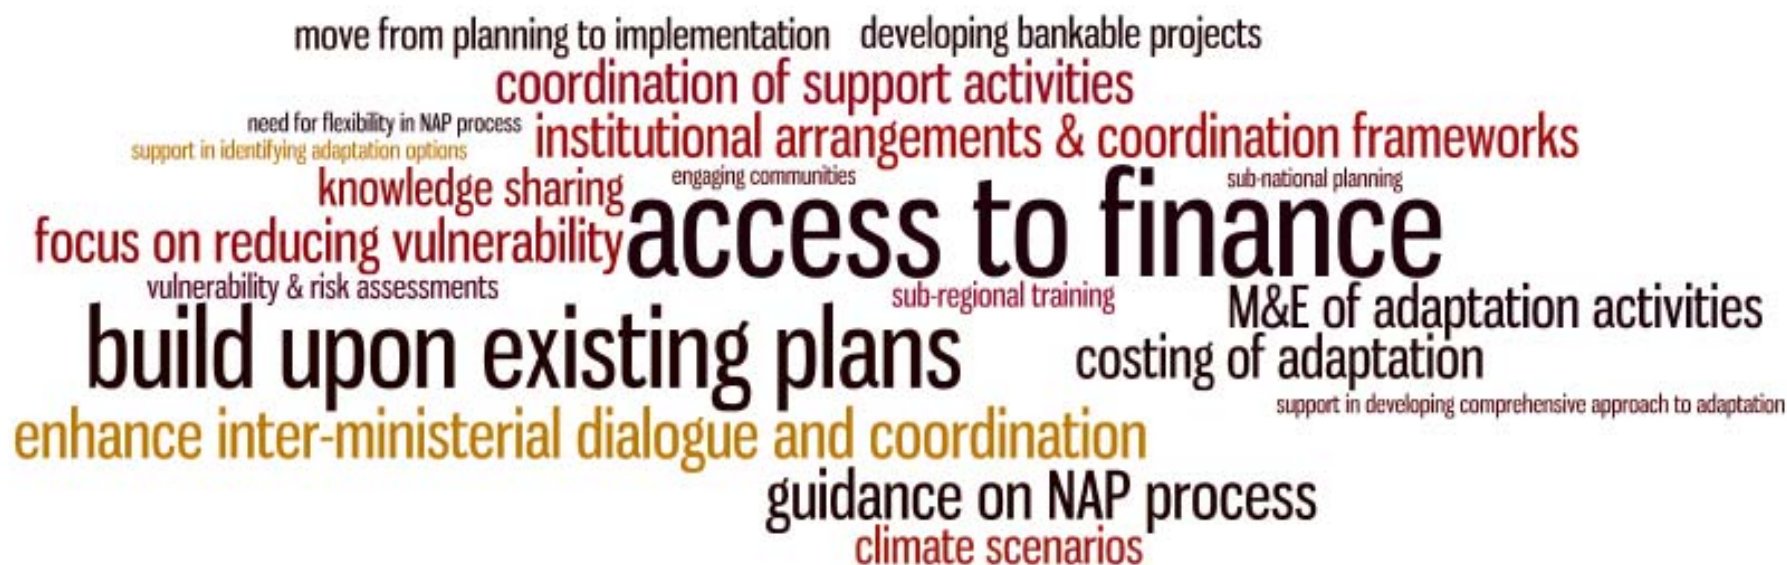 move from planning to implementation developing bankable projects
coordination of support activities
need for flexibility in NAP process
institutional arrangements & coordination frameworks
support in identifying adaptation options
knowledge sharing
engaging communities
sub-national planning
access to finance
focus on reducing vulnerability
vulnerability & risk assessments
sub-regional training
M&E of adaptation activities
build upon existing plans
costing of adaptation
support in developing comprehensive approach to adaptation
enhance inter-ministerial dialogue and coordination
guidance on NAP process
climate scenarios